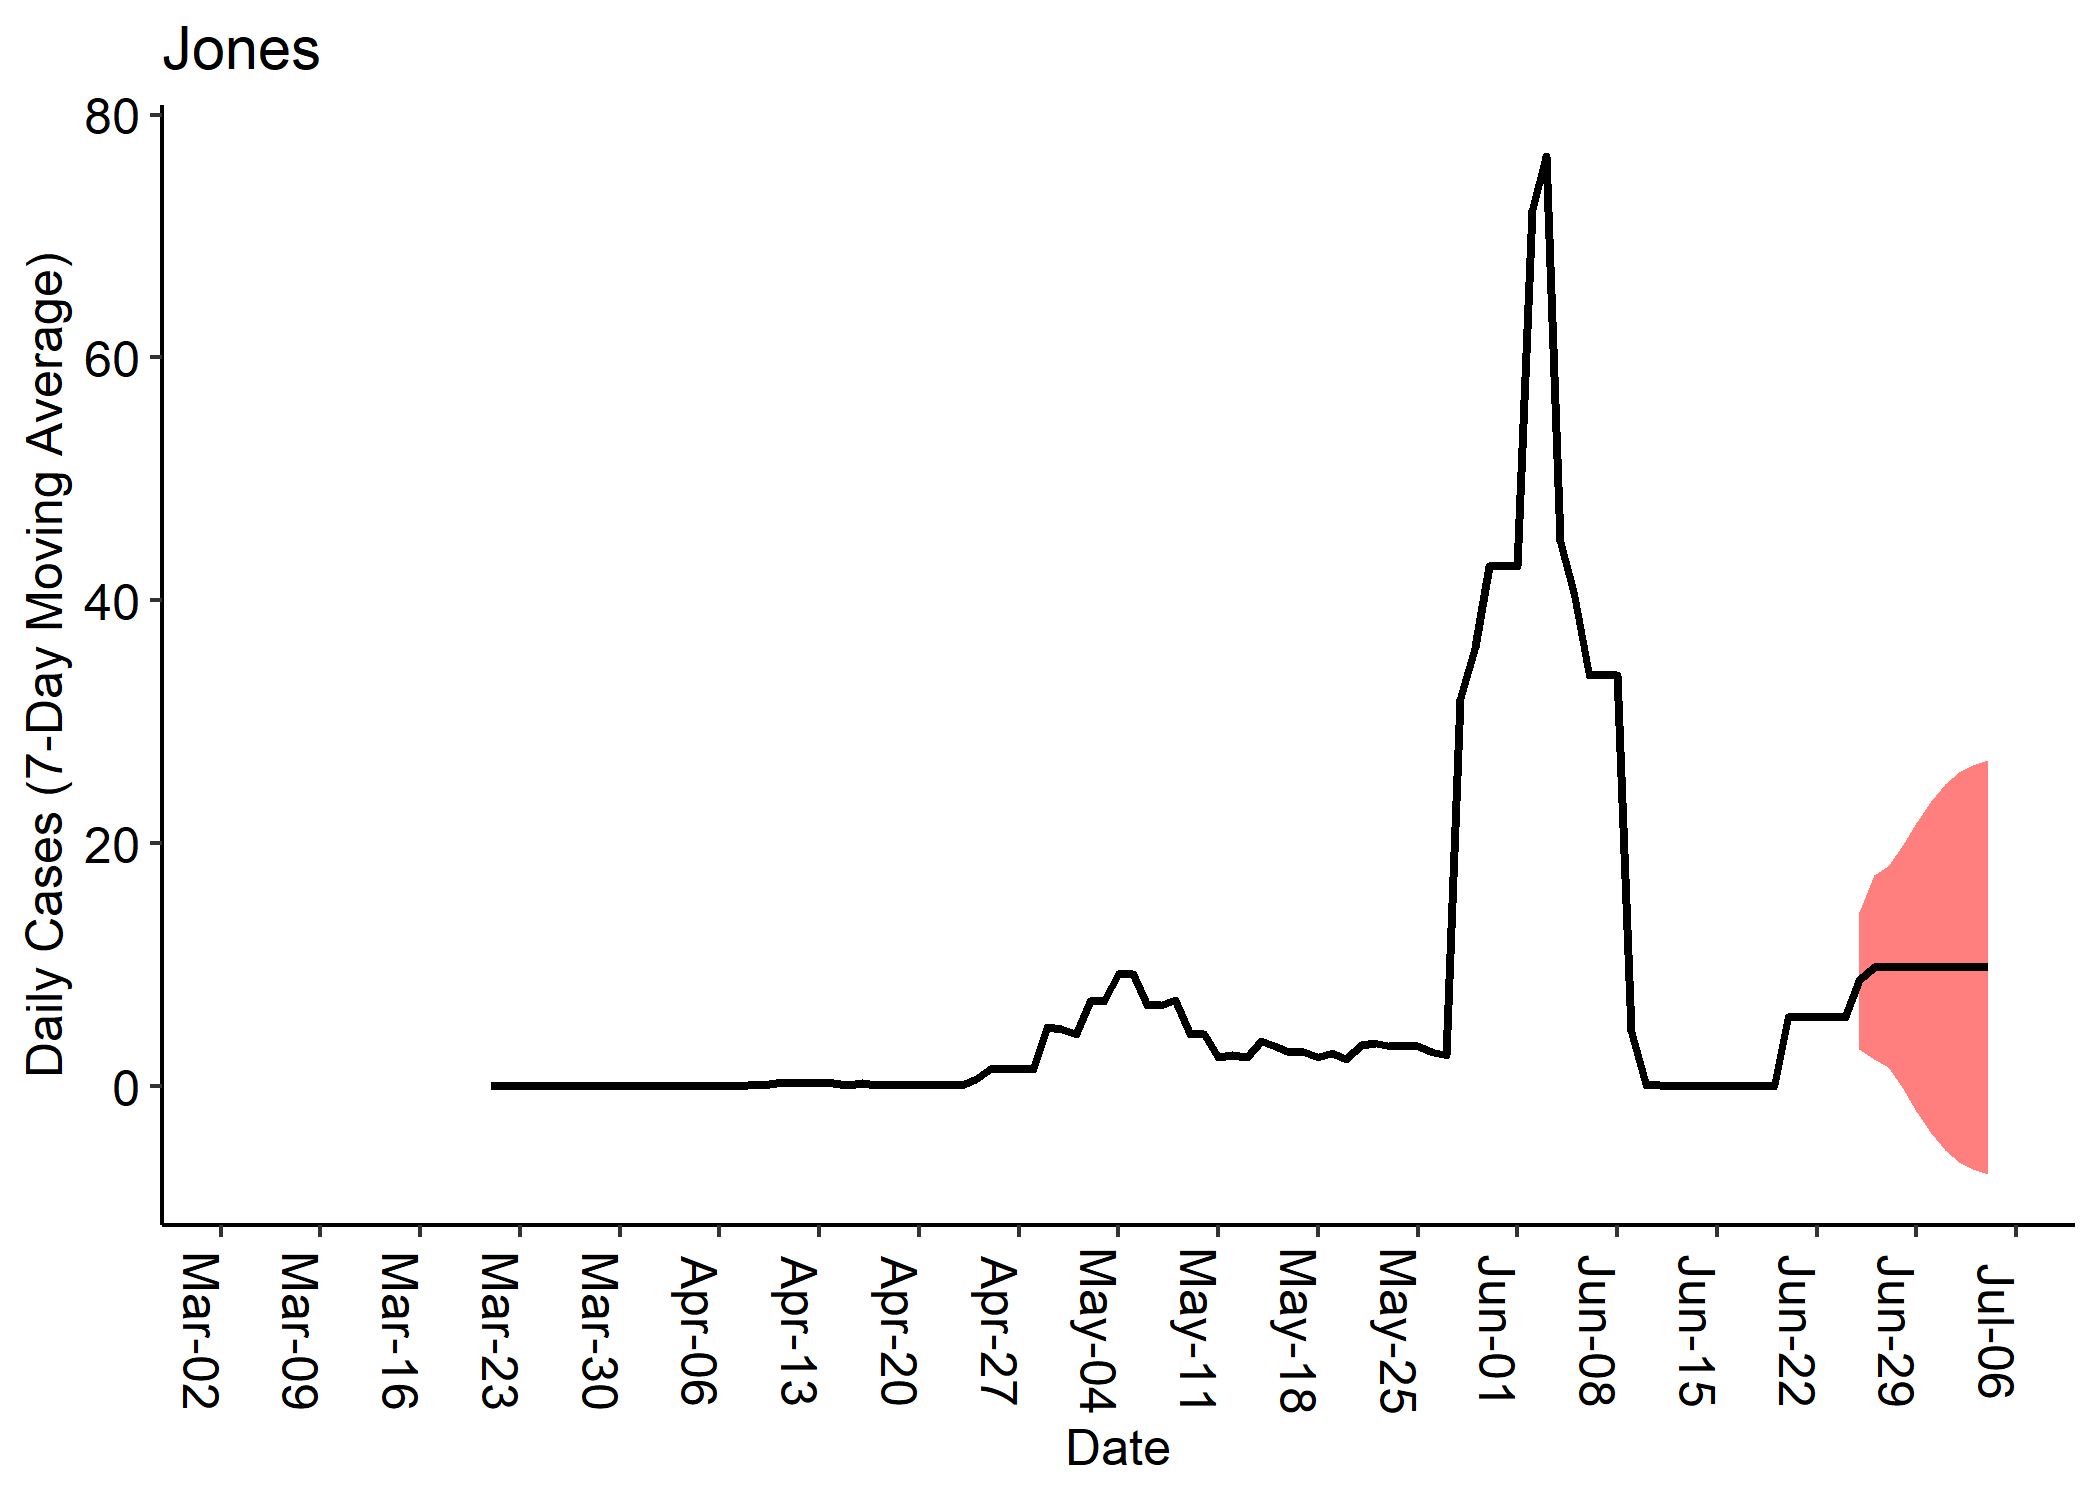 Jones
Daily Cases (7-Day Moving Average)
80
60
40
20
0
Mar-02
Mar-09
Mar-16
Mar-23
Mar-30
Apr-06
Apr-13
Apr-20
Apr-27
May-04
May-11
May-18
May-25
Jun-01
Jun-08
Jun-15
Jun-22
Jun-29
Jul-06
Date